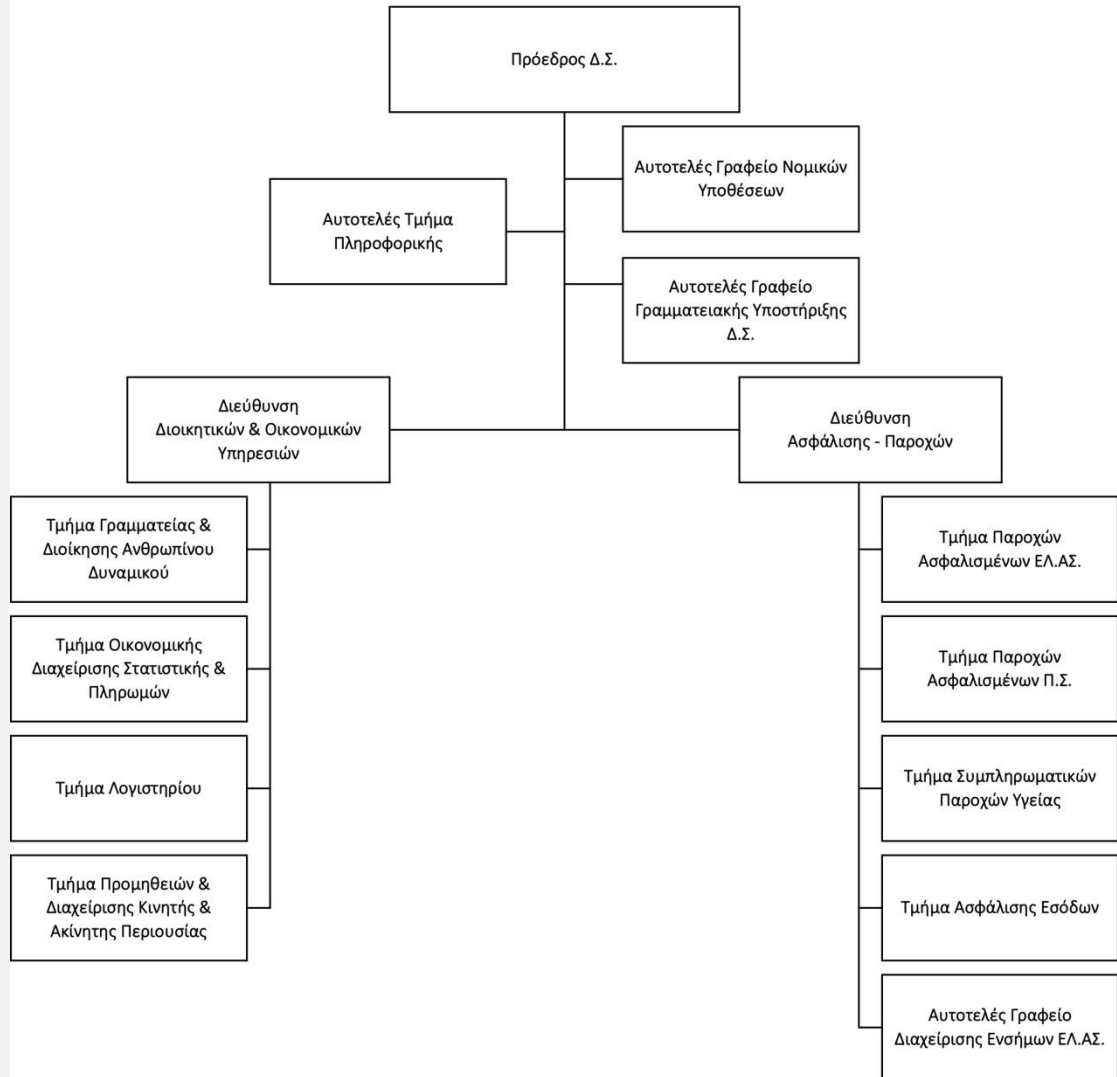 Πρόεδρος Δ.Σ.
Αυτοτελές Γραφείο Νομικών
Υποθέσεων
Αυτοτελές Τμήμα
Πληροφορικής
Αυτοτελές Γραφείο
Γραμματειακής Υποστήριξης
Δ.Σ.
Διεύθυνση
Διοικητικών & Οικονομικών
Υπηρεσιών
Διεύθυνση
Ασφάλισης - Παροχών
Τμήμα Γραμματείας &
Διοίκησης Ανθρωπίνου
Δυναμικού
Τμήμα Οικονομικής
Διαχείρισης Στατιστικής &
Πληρωμών
Τμήμα Λογιστηρίου
Τμήμα Προμηθειών &
Διαχείρισης Κινητής &
Ακίνητης Περιουσίας
Τμήμα Παροχών
Ασφαλισμένων ΕΛ.ΑΣ.
Τμήμα Παροχών
Ασφαλισμένων Π.Σ.
Τμήμα Συμπληρωματικών
Παροχών Υγείας
Τμήμα Ασφάλισης Εσόδων
Αυτοτελές Γραφείο
Διαχείρισης Ενσήμων ΕΛ.ΑΣ.